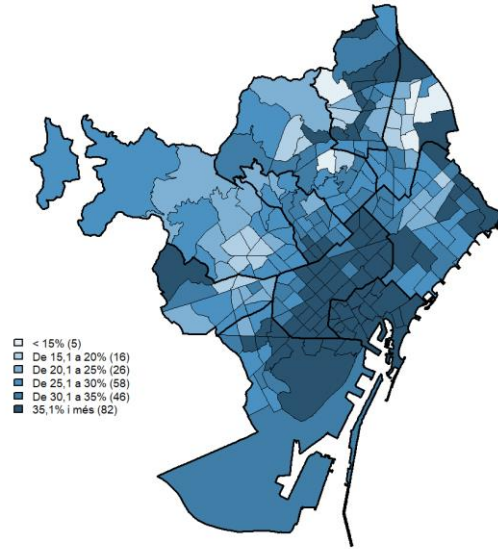 < 15% (5)
De 15,1 a 20% (16)
De 20,1 a 25% (26)
De 25,1 a 30% (58)
De 30,1 a 35% (46)
35,1% i més (82)